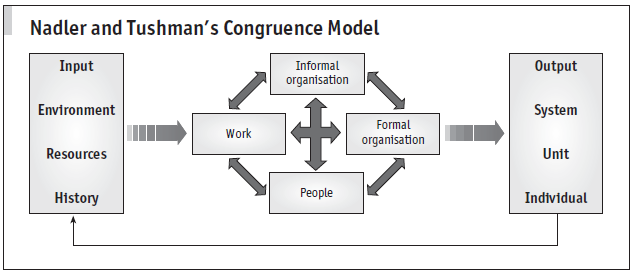 Nadler and Tushman's Congruence Model
Input
Environment
Resources
History
Informal
organisation
Work
Formal
organisation
People
Output
System
Unit
Individual